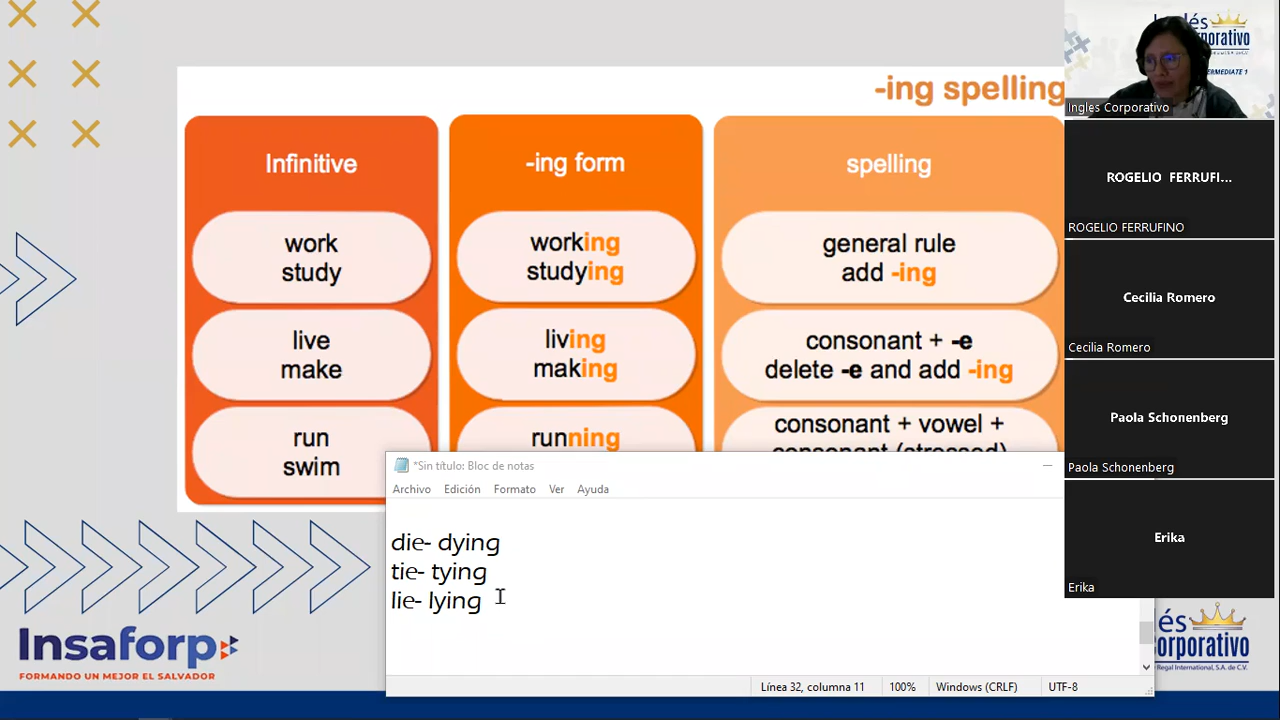 -ing spelling
Infinitive
-ing form
spelling
work
study
working
studying
general rule
add -ing
live
make
living
making
consonant + -e
delete -e and add -ing
run
swim
running
consonant + vowel +
consonant (stressed)
*Sin título: Bloc de notas
Archivo Edición Formato Ver Ayuda
die- dying
tie- tying
lie- lying
Línea 32, columna 11 100% Windows (CRLF) UTF-8
Insaforp
FORMANDO UN MEJOR EL SALVADOR
Ingles Corporativo
ROGELIO FERRUFI...
ROGELIO FERRUFINO
Cecilia Romero
Cecilia Romero
Paola Schonenberg
Paola Schonenberg
Erika
Erika